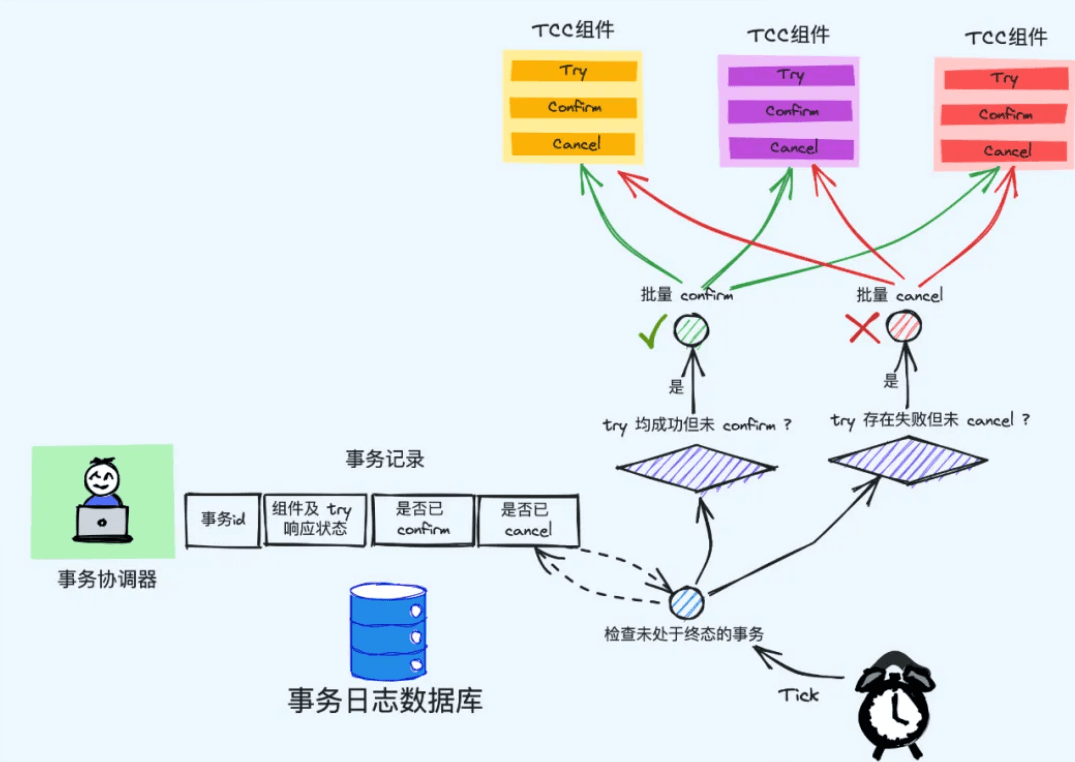 TCC组件
TCC组件
TCC组件
Try
Confirm
Cancel
Try
Confirm
Cancel
Try
Confirm
Cancel
批量 confirm
批量 cancel
是
是
try 均成功但未 confirm ?
try 存在失败但未 cancel ?
事务记录
事务id
组件及 try
响应状态
是否已
confirm
是否已
cancel
事务协调器
检查未处于终态的事务
事务日志数据库
Tick